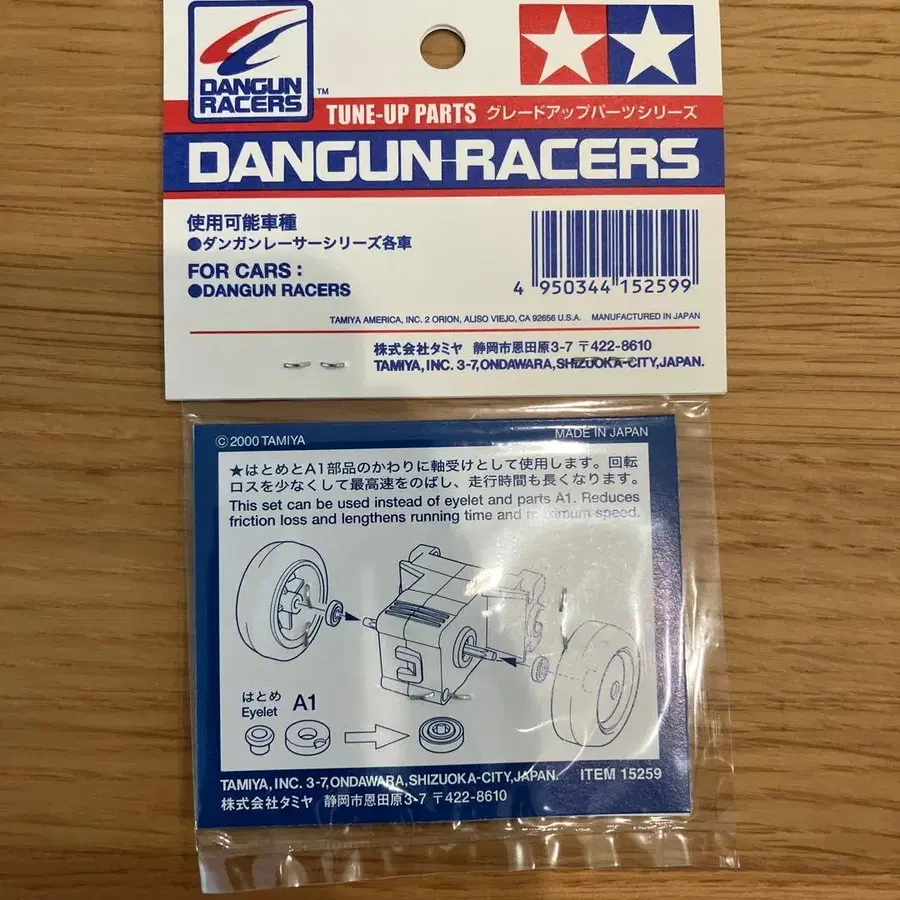 DANGUN
RACERS
™
TUNE-UP PARTS グレードアップパーツシリーズ
DANGUN-RACERS
使用可能車種
●ダンガンレーサーシリーズ各車
FOR CARS :
●DANGUN RACERS
4 950344 152599
TAMIYA AMERICA, INC. 2 ORION, ALISO VIEJO, CA 92656 U.S.A. MANUFACTURED IN JAPAN
株式会社タミヤ 静岡市恩田原3-7 〒422-8610
TAMIYA, INC. 3-7,ONDAWARA,SHIZUOKA-CITY,JAPAN.
© 2000 TAMIYA
MADE IN JAPAN
★はとめとA1部品のかわりに軸受けとして使用します。回転
ロスを少なくして最高速をのばし、走行時間も長くなります。
This set can be used instead of eyelet and parts A1. Reduces
friction loss and lengthens running time and maximum speed.
はとめ
Eyelet
A1
TAMIYA, INC. 3-7,ONDAWARA,SHIZUOKA-CITY,JAPAN. ITEM 15259
株式会社タミヤ 静岡市恩田原3-7 〒422-8610